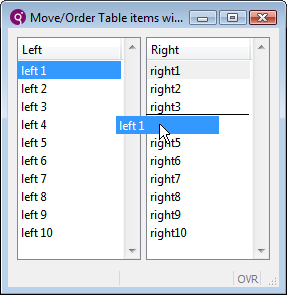 Move/Order Table items wi...
Left
left 1
left 2
left 3
left 4
left 5
left 6
left 7
left 8
left 9
left 10
Right
right1
right2
right3
left 1
right5
right6
right7
right8
right9
right10
OVR